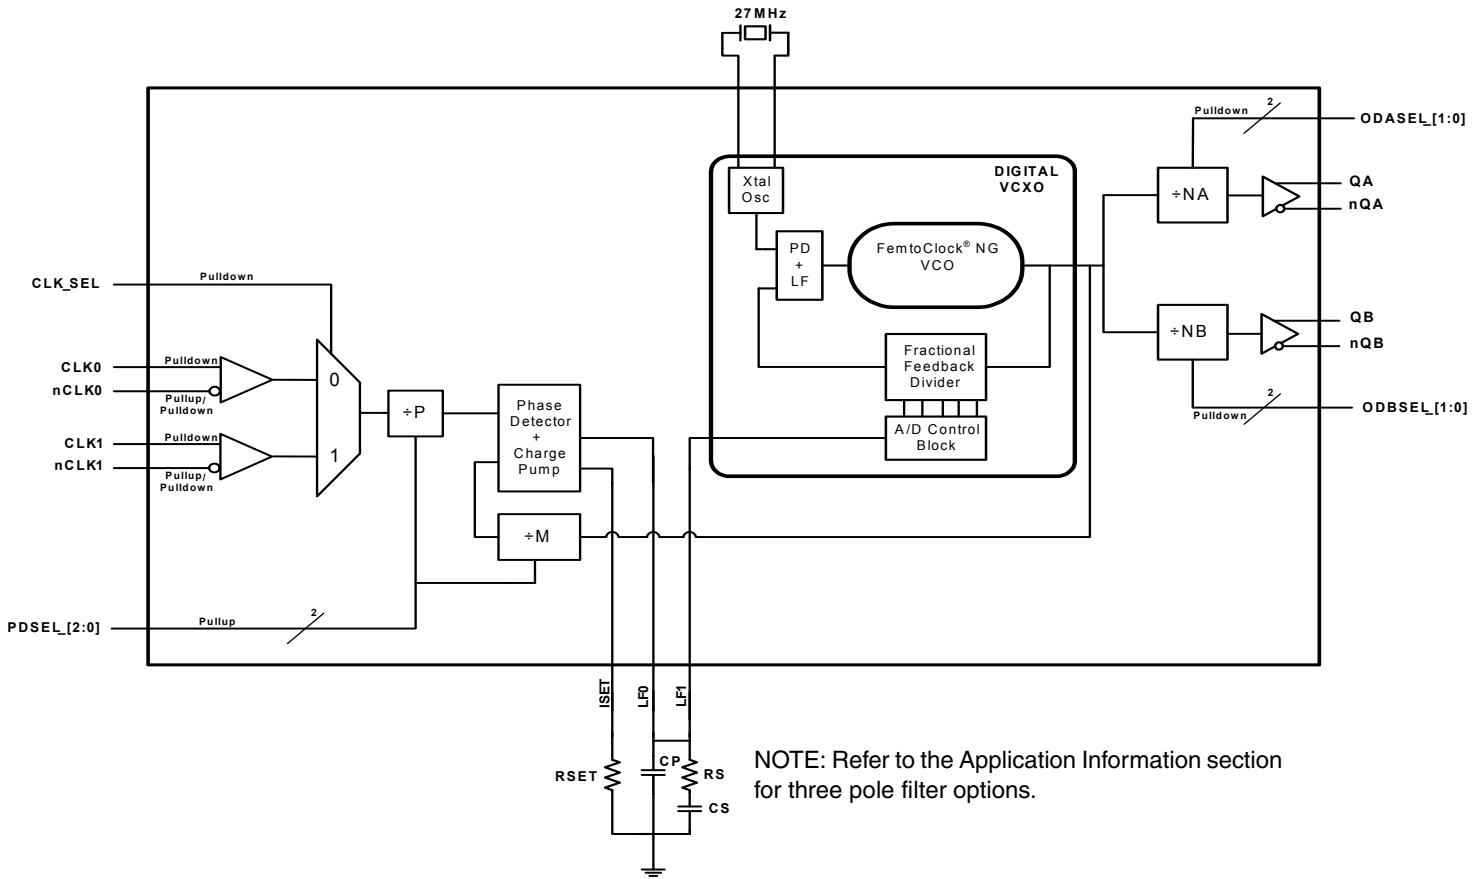 27MHz
Pulldown
2
ODASEL_[1:0]
DIGITAL
VCXO
Xtal
Osc
÷NA
QA
nQA
PD
+
LF
FemtoClock® NG
VCO
CLK_SEL
Pulldown
÷NB
QB
nQB
Fractional
Feedback
Divider
CLK0
Pulldown
nCLK0
Pullup/
Pulldown
0
÷P
Phase
Detector
+
Charge
Pump
A/D Control
Block
Pulldown
2
ODBSEL_[1:0]
CLK1
Pulldown
nCLK1
Pullup/
Pulldown
1
÷M
PDSEL_[2:0]
Pullup
2
ISET
LF0
LF1
RSET
CP
RS
CS
NOTE: Refer to the Application Information section
for three pole filter options.